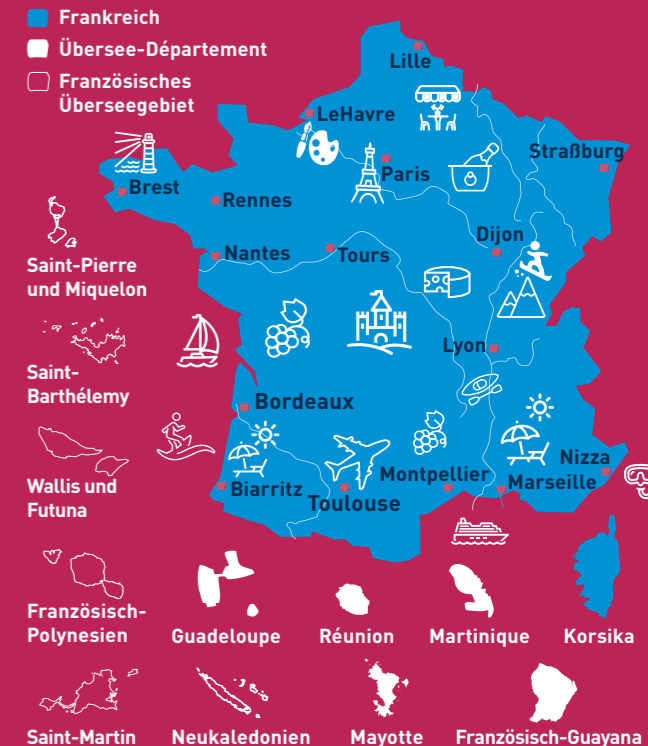 Frankreich
Übersee-Département
Französisches
Überseegebiet
Lille
LeHavre
Straßburg
Paris
Brest
Rennes
Dijon
Nantes
Tours
Saint-Pierre
und Miquelon
Lyon
Saint-
Barthélemy
Bordeaux
Nizza
Montpellier
Marseille
Biarritz
Toulouse
Wallis und
Futuna
Französisch-
Polynesien
Guadeloupe
Réunion
Martinique
Korsika
Saint-Martin
Neukaledonien
Mayotte
Französisch-Guayana